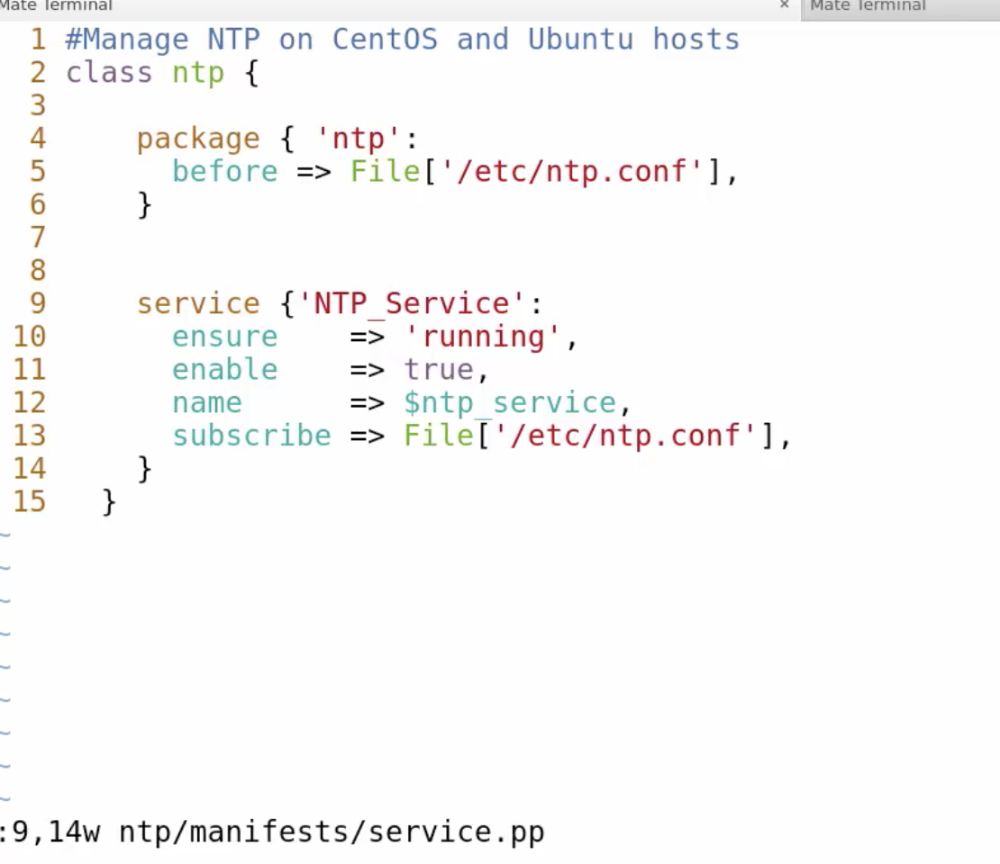 Mate Terminal × Mate Terminal
1 #Manage NTP on CentOS and Ubuntu hosts
2 class ntp {
3
4     package { 'ntp':
5       before => File['/etc/ntp.conf'],
6     }
7
8
9     service {'NTP_Service':
10       ensure    => 'running',
11       enable    => true,
12       name      => $ntp_service,
13       subscribe => File['/etc/ntp.conf'],
14     }
15   }
~
~
~
~
~
~
~
~
~
:9,14w ntp/manifests/service.pp